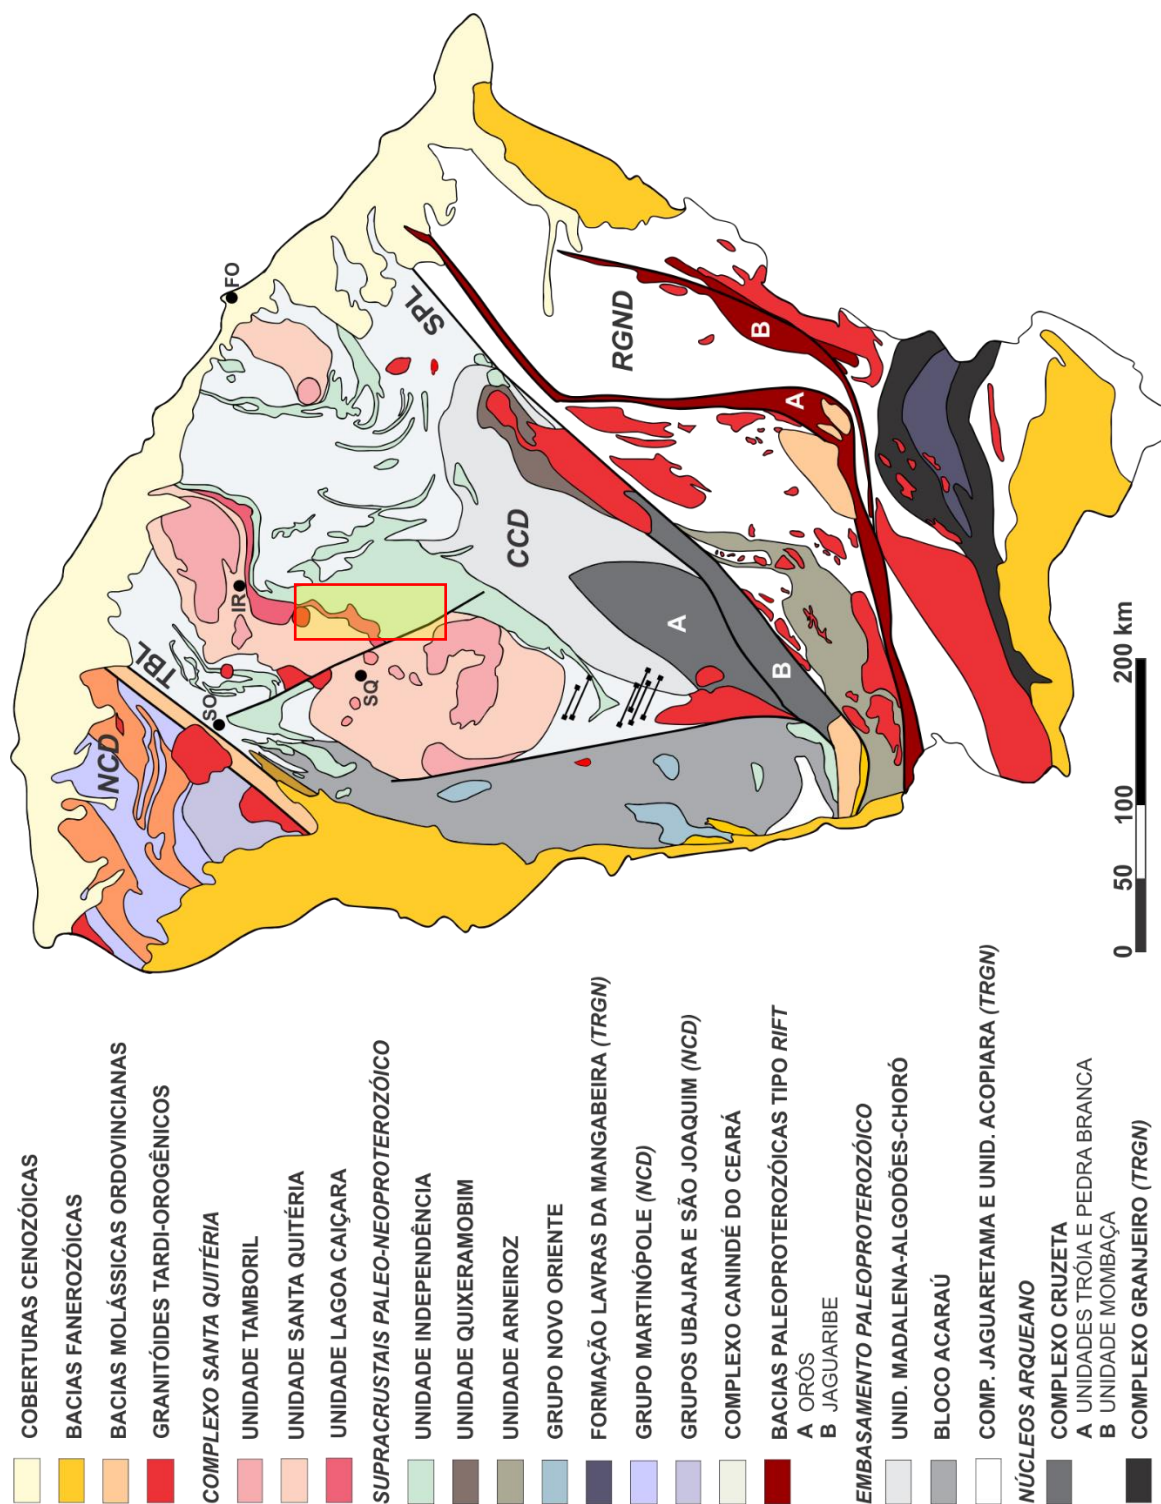 FO
SPL
RGND
B
A
CCD
IR
TBL
SO
SQ
NCD
A
B
0 50 100 200 km
COBERTURAS CENOZÓICAS
BACIAS FANEROZÓICAS
BACIAS MOLÁSSICAS ORDOVINCIANAS
GRANITÓIDES TARDI-OROGÊNICOS
COMPLEXO SANTA QUITÉRIA
UNIDADE TAMBORIL
UNIDADE SANTA QUITÉRIA
UNIDADE LAGOA CAIÇARA
SUPRACRUSTAIS PALEO-NEOPROTEROZÓICO
UNIDADE INDEPENDÊNCIA
UNIDADE QUIXERAMOBIM
UNIDADE ARNEIROZ
GRUPO NOVO ORIENTE
FORMAÇÃO LAVRAS DA MANGABEIRA (TRGN)
GRUPO MARTINÓPOLE (NCD)
GRUPOS UBAJARA E SÃO JOAQUIM (NCD)
COMPLEXO CANINDÉ DO CEARÁ
BACIAS PALEOPROTEROZÓICAS TIPO RIFT
A ORÓS
B JAGUARIBE
EMBASAMENTO PALEOPROTEROZÓICO
UNID. MADALENA-ALGODÕES-CHORÓ
BLOCO ACARAÚ
COMP. JAGUARETAMA E UNID. ACOPIARA (TRGN)
NÚCLEOS ARQUEANO
COMPLEXO CRUZETA
A UNIDADES TRÓIA E PEDRA BRANCA
B UNIDADE MOMBAÇA
COMPLEXO GRANJEIRO (TRGN)